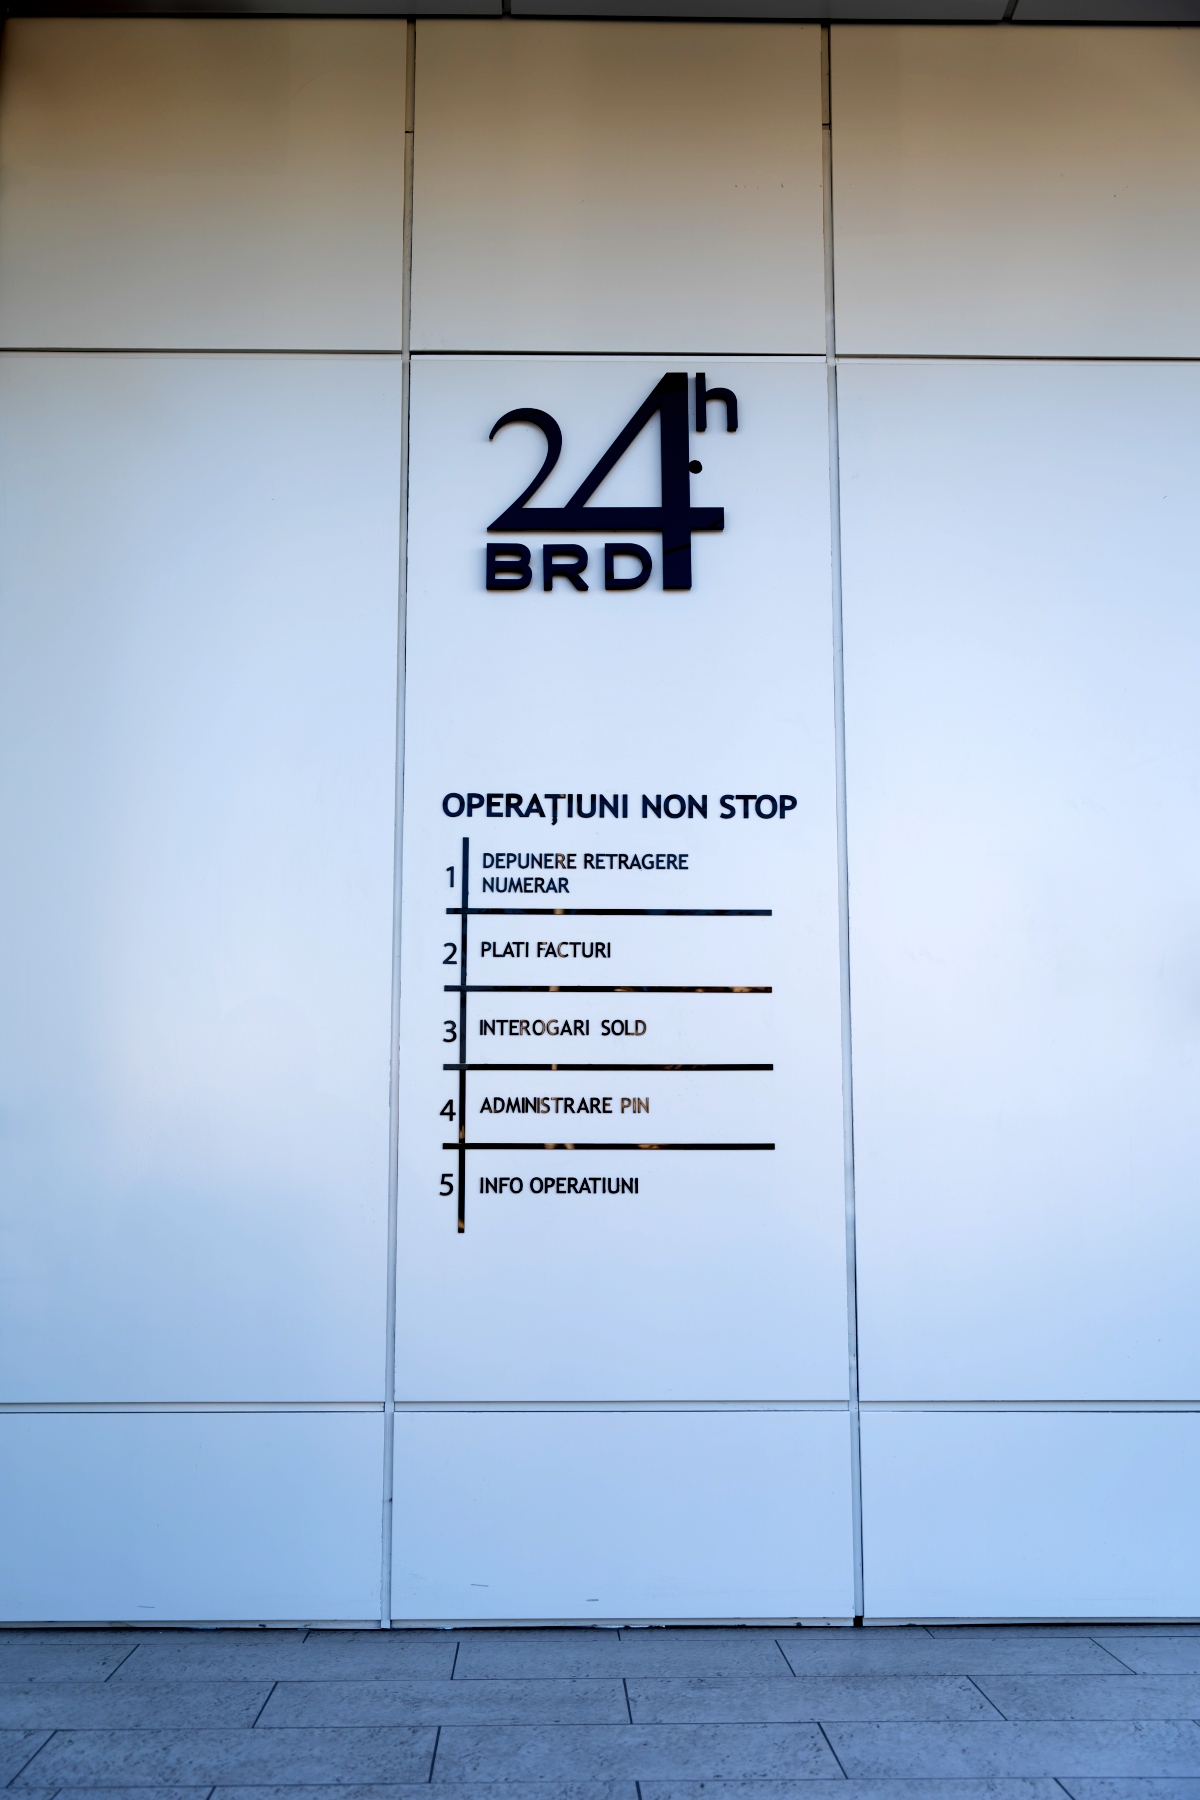 24h
BRD
OPERAŢIUNI NON STOP
1 DEPUNERE RETRAGERE
NUMERAR
2 PLATI FACTURI
3 INTEROGARI SOLD
4 ADMINISTRARE PIN
5 INFO OPERATIUNI